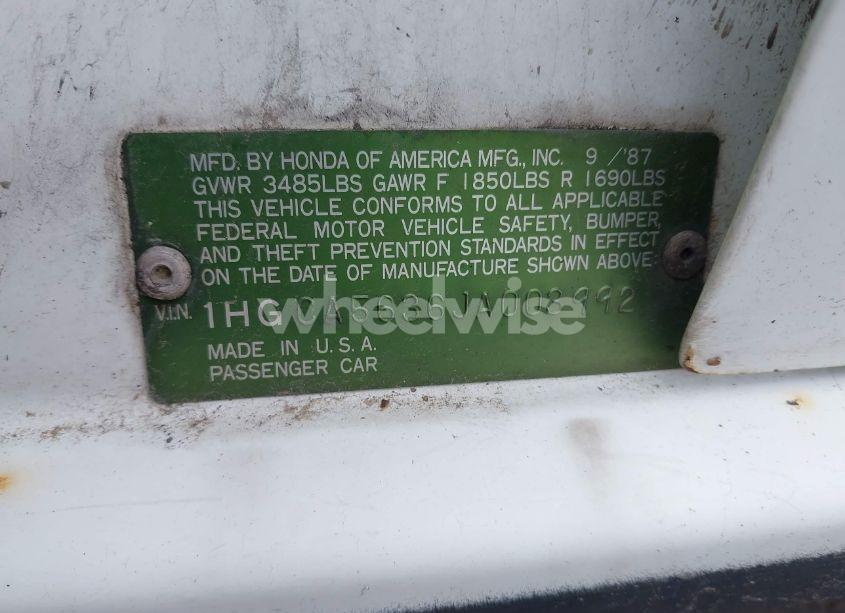 MFD. BY HONDA OF AMERICA MFG., INC. 9 /'87
GVWR 3485LBS GAWR F 1850LBS R 1690LBS
THIS VEHICLE CONFORMS TO ALL APPLICABLE
FEDERAL MOTOR VEHICLE SAFETY, BUMPER,
AND THEFT PREVENTION STANDARDS IN EFFECT
ON THE DATE OF MANUFACTURE SHOWN ABOVE:
V.I.N. 1HG
wheelwise
MADE IN U.S.A.
PASSENGER CAR